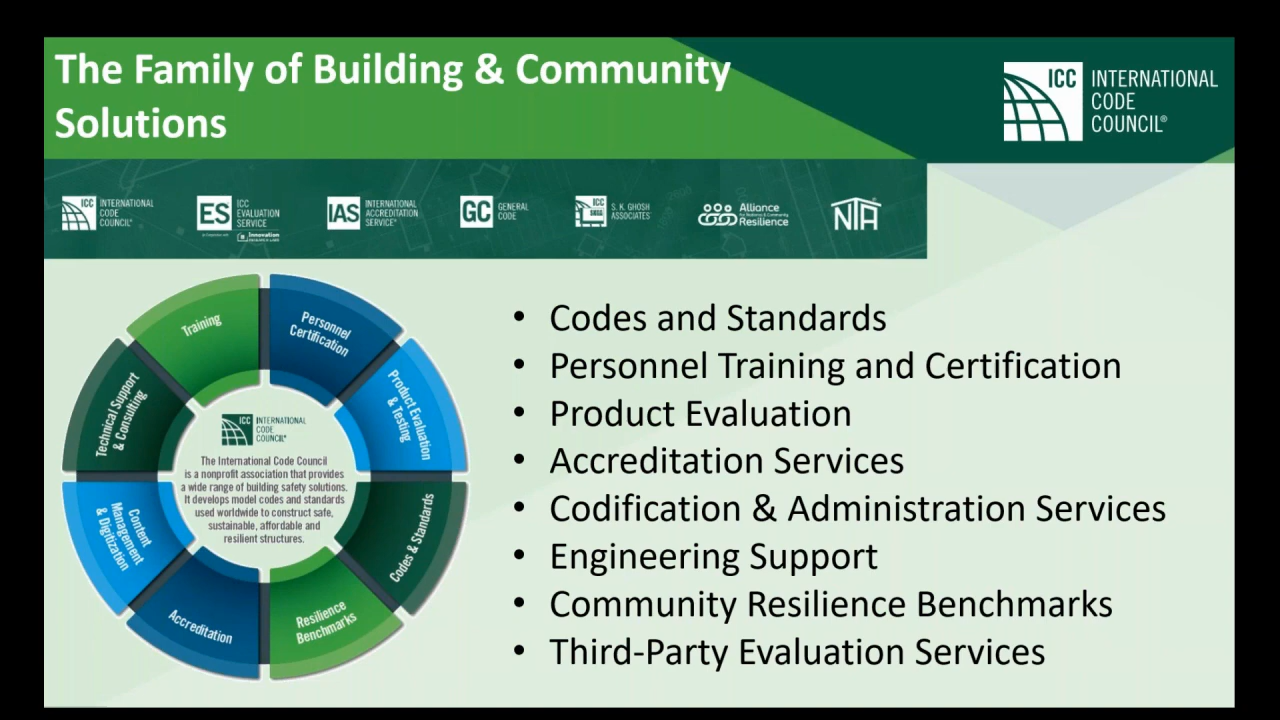 The Family of Building & Community
Solutions
ICC INTERNATIONAL
CODE
COUNCIL®
ICC INTERNATIONAL
CODE
COUNCIL®
ES ICC
EVALUATION
SERVICE
Innovation
IAS INTERNATIONAL
ACCREDITATION
SERVICE®
GC GENERAL
CODE
ICC
S. K. GHOSH
ASSOCIATES
Alliance
Resilience
NTA
Training
Personnel
Certification
Product Evaluation
& Testing
Codes & Standards
Resilience
Benchmarks
Accreditation
Content
Management
& Digitization
Technical Support
& Consulting
ICC INTERNATIONAL
CODE
COUNCIL®
The International Code Council
is a nonprofit association that provides
a wide range of building safety solutions.
It develops model codes and standards
used worldwide to construct safe,
sustainable, affordable and
resilient structures.
• Codes and Standards
• Personnel Training and Certification
• Product Evaluation
• Accreditation Services
• Codification & Administration Services
• Engineering Support
• Community Resilience Benchmarks
• Third-Party Evaluation Services